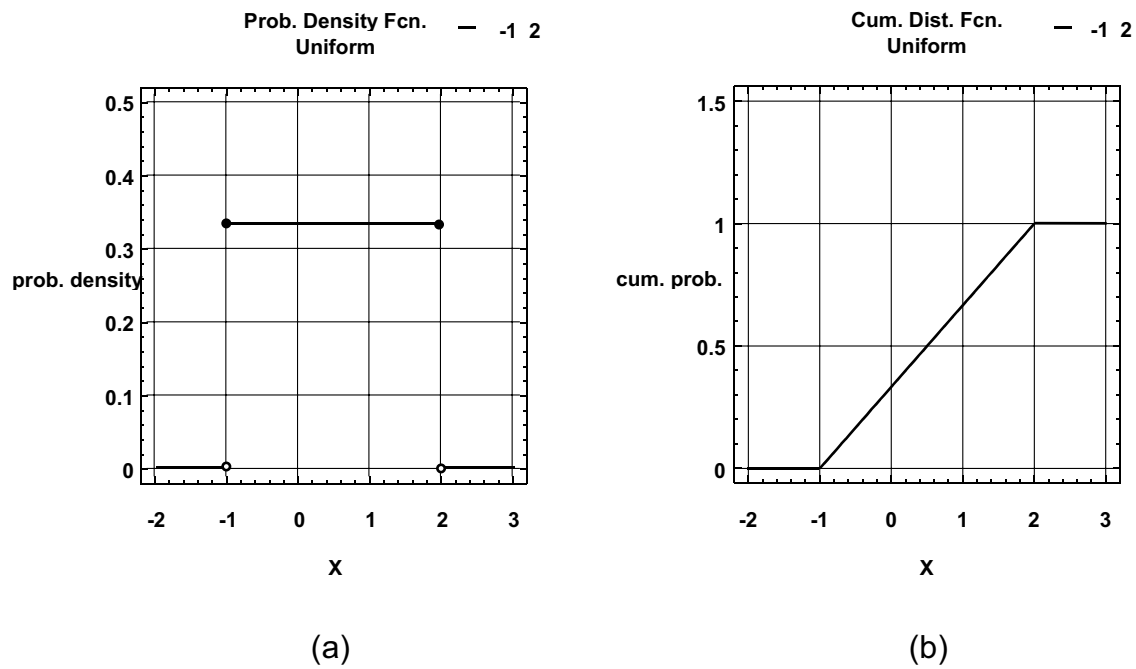 Prob. Density Fcn.
Uniform
-1 2
0.5
0.4
0.3
prob. density
0.2
0.1
0
-2 -1 0 1 2 3
X
(a)
Cum. Dist. Fcn.
Uniform
-1 2
1.5
1
cum. prob.
0.5
0
-2 -1 0 1 2 3
X
(b)